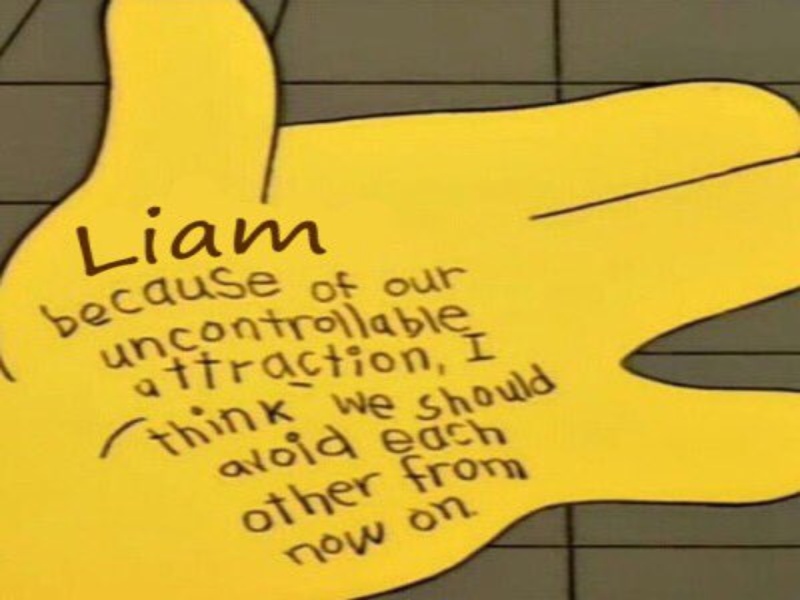 Liam
because of our
uncontrollable
attraction, I
think we should
avoid each
other from
now on.